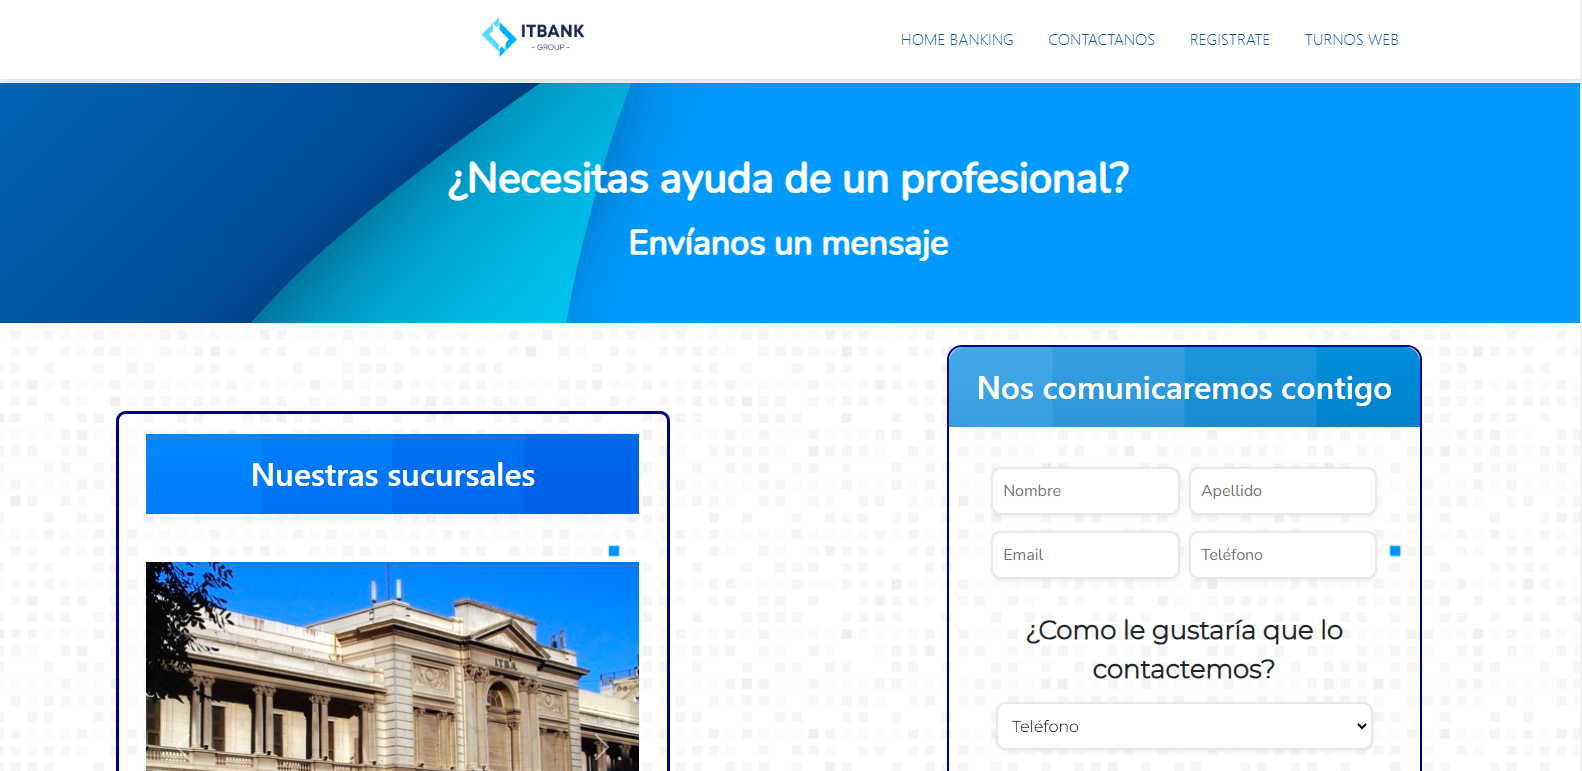 ITBANK
- GROUP -
HOME BANKING
CONTACTANOS
REGISTRATE
TURNOS WEB
¿Necesitas ayuda de un profesional?
Envíanos un mensaje
Nuestras sucursales
ITBA
Nos comunicaremos contigo
Nombre
Apellido
Email
Teléfono
¿Como le gustaría que lo
contactemos?
Teléfono